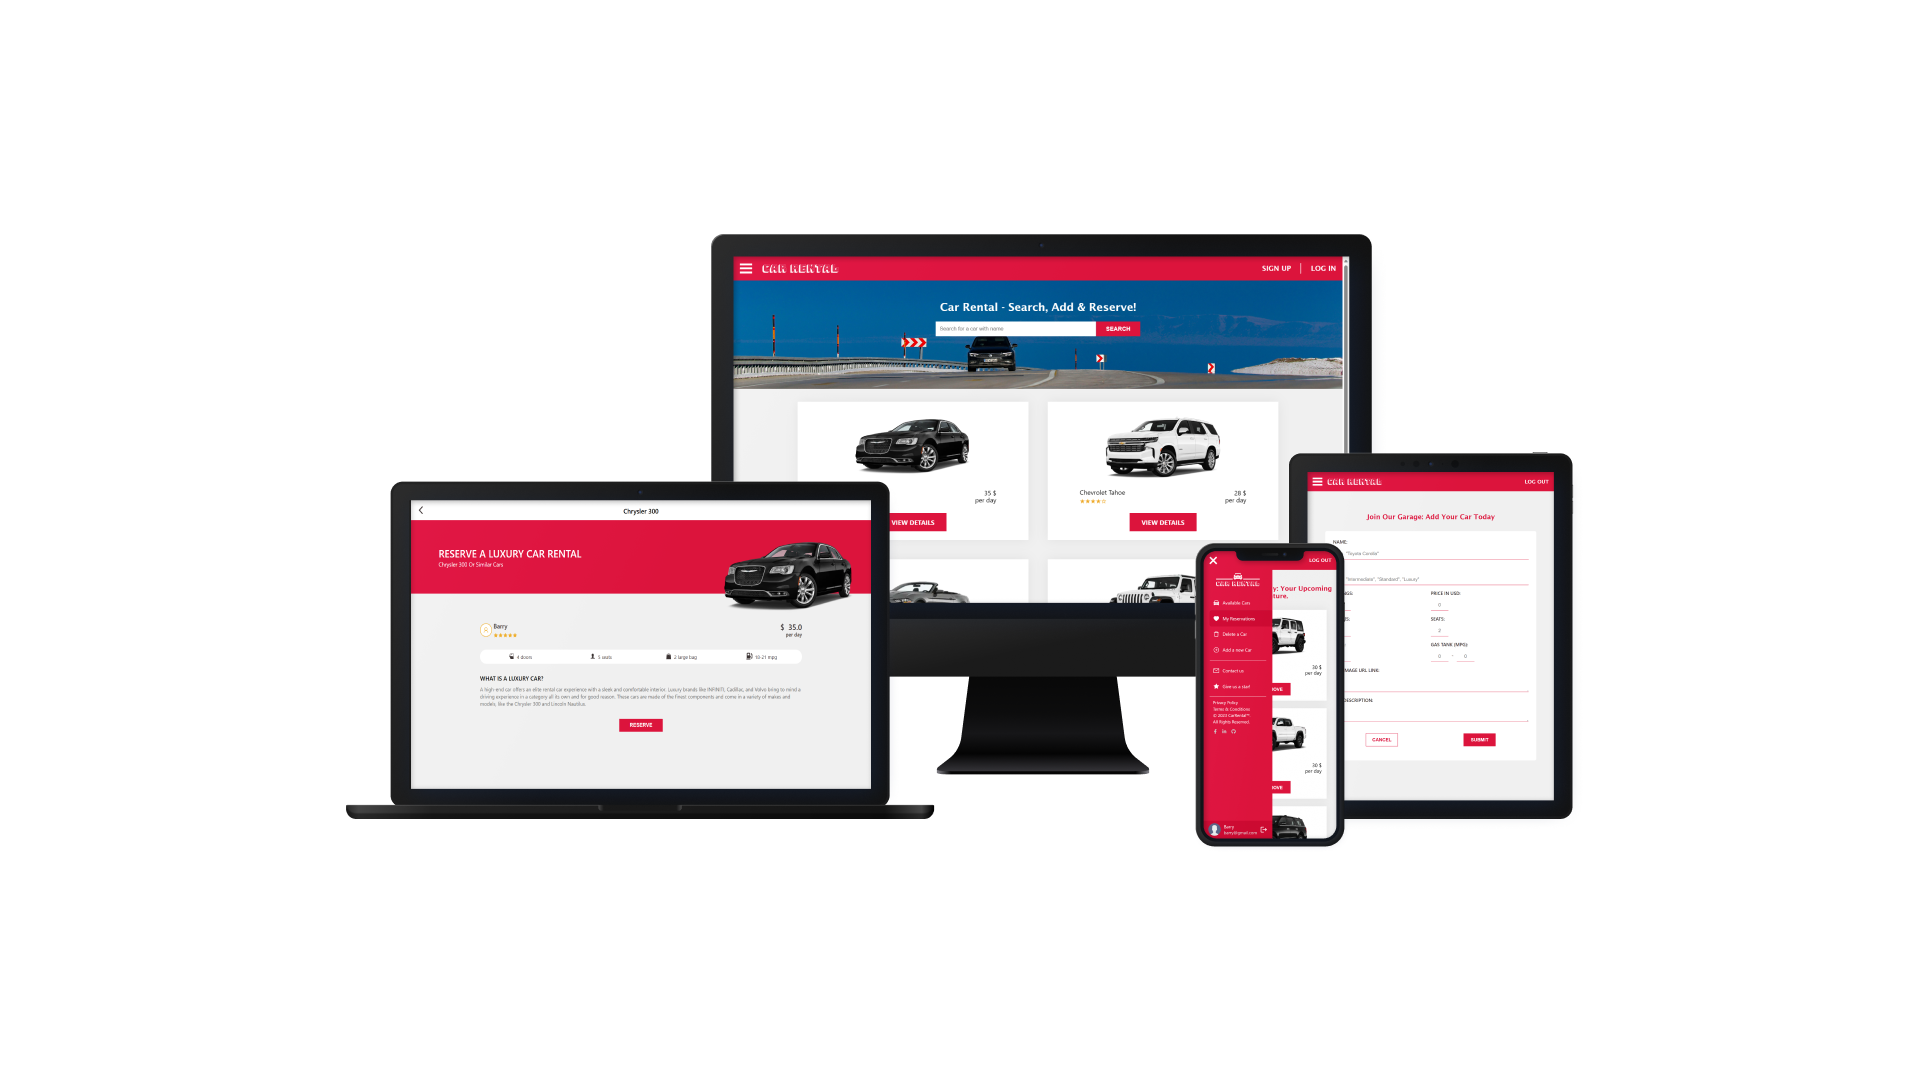 CAR RENTAL
SIGN UP
LOG IN
Car Rental - Search, Add & Reserve!
Search for a car with name
SEARCH
35 $
per day
VIEW DETAILS
Chevrolet Tahoe
28 $
per day
VIEW DETAILS
Chrysler 300
RESERVE A LUXURY CAR RENTAL
Chrysler 300 Or Similar Cars
Barry
$ 35.0
per day
4 doors
5 seats
2 large bag
18-21 mpg
WHAT IS A LUXURY CAR?
A high-end car offers an elite rental car experience with a sleek and comfortable interior. Luxury brands like INFINITI, Cadillac, and Volvo bring to mind a
driving experience in a category all its own and for good reason. These cars are made of the finest components and come in a variety of makes and
models, like the Chrysler 300 and Lincoln Nautilus.
RESERVE
LOG OUT
CAR RENTAL
Available Cars
My Reservations
Delete a Car
Add a new Car
Contact us
Give us a star!
Privacy Policy
Terms & Conditions
© 2023 CarRental™
All Rights Reserved.
Barry
barry@gmail.com
y: Your Upcoming
ture.
30 $
per day
OVE
30 $
per day
OVE
CAR RENTAL
LOG OUT
Join Our Garage: Add Your Car Today
NAME:
"Toyota Corolla"
"Intermediate", "Standard", "Luxury"
PRICE IN USD:
0
SEATS:
2
GAS TANK (MPG):
0 - 0
IMAGE URL LINK:
DESCRIPTION:
CANCEL
SUBMIT